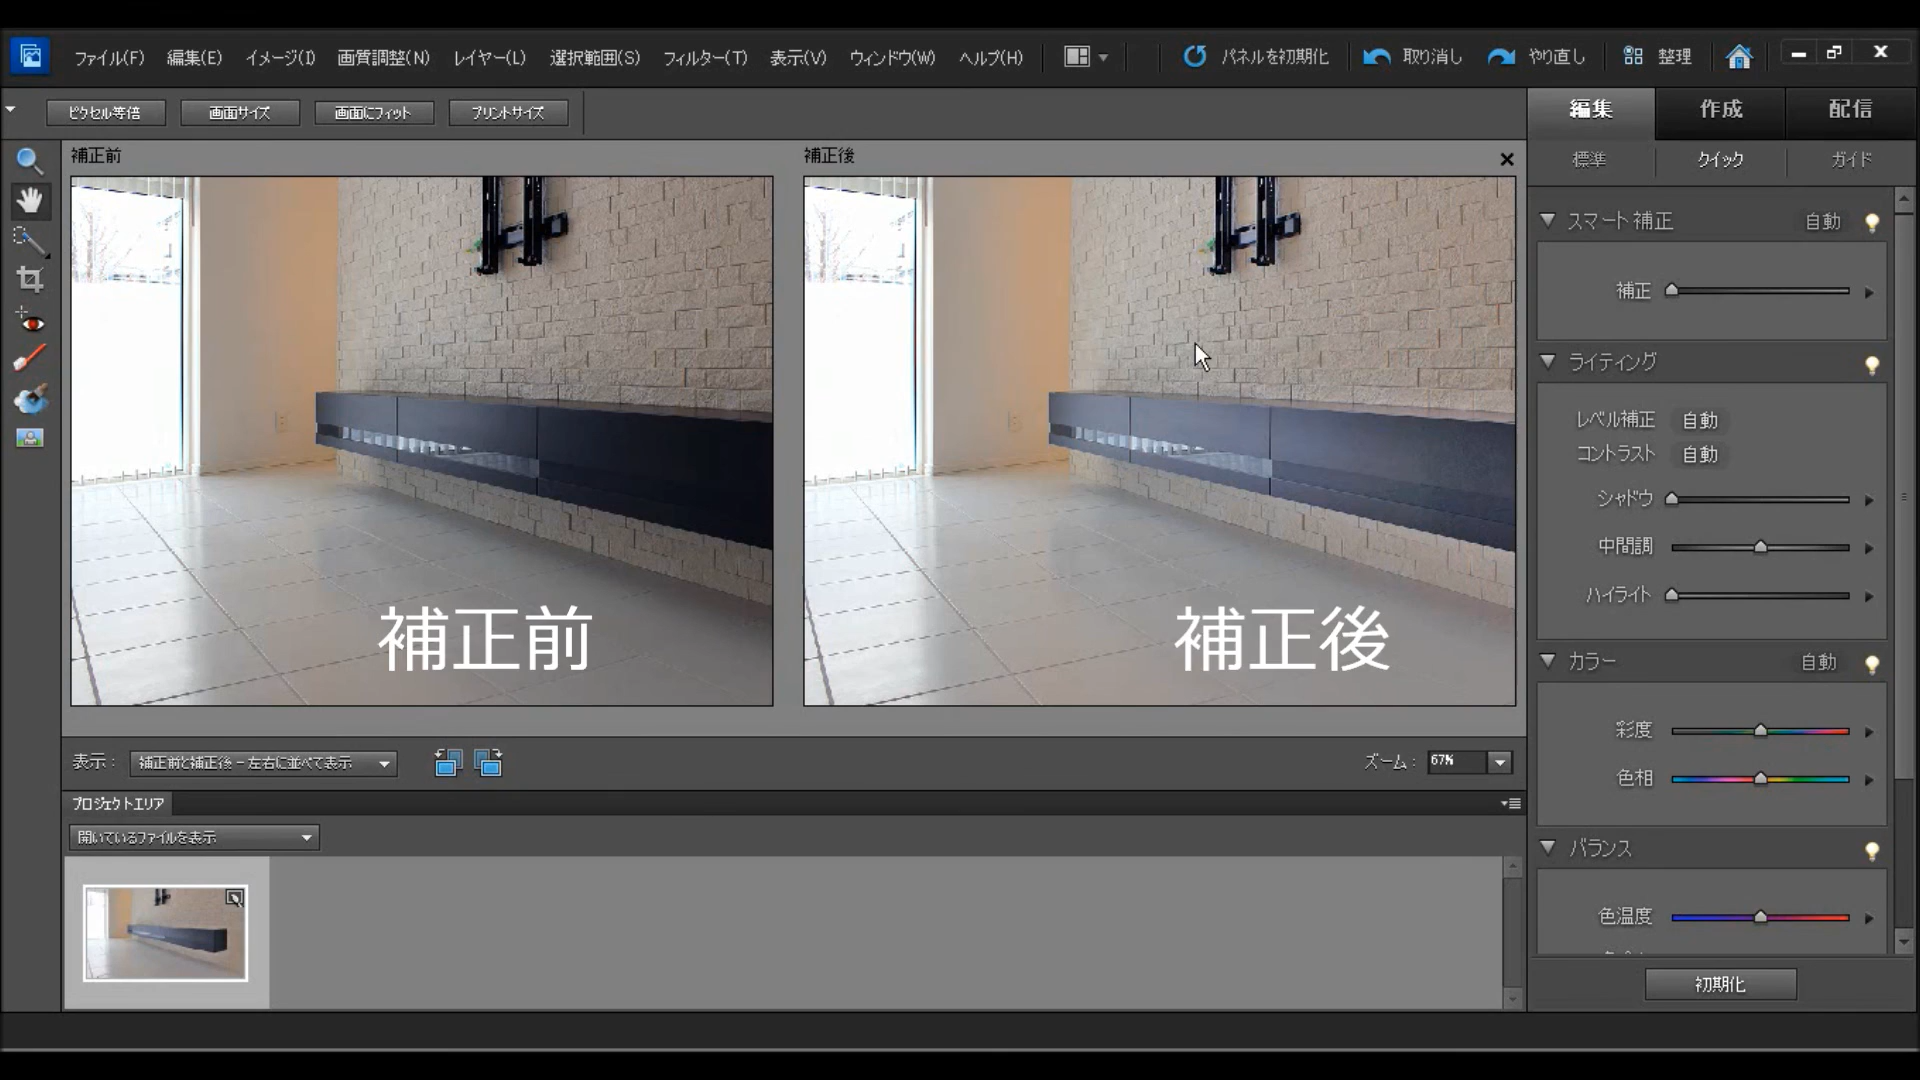 ファイル(F) 編集(E) イメージ(I) 画質調整(N) レイヤー(L) 選択範囲(S) フィルター(T) 表示(V) ウィンドウ(W) ヘルプ(H) パネルを初期化 取り消し やり直し 整理
ピクセル等倍 画面サイズ 画面にフィット プリントサイズ
編集 作成 配信
標準 クイック ガイド
補正前 補正後
スマート補正 自動
補正
ライティング
レベル補正 自動
コントラスト 自動
シャドウ
中間調
ハイライト
補正前 補正後
カラー 自動
彩度
色相
表示: 補正前と補正後 - 左右に並べて表示 ズーム: 67%
プロジェクトエリア
開いているファイルを表示
バランス
色温度
初期化